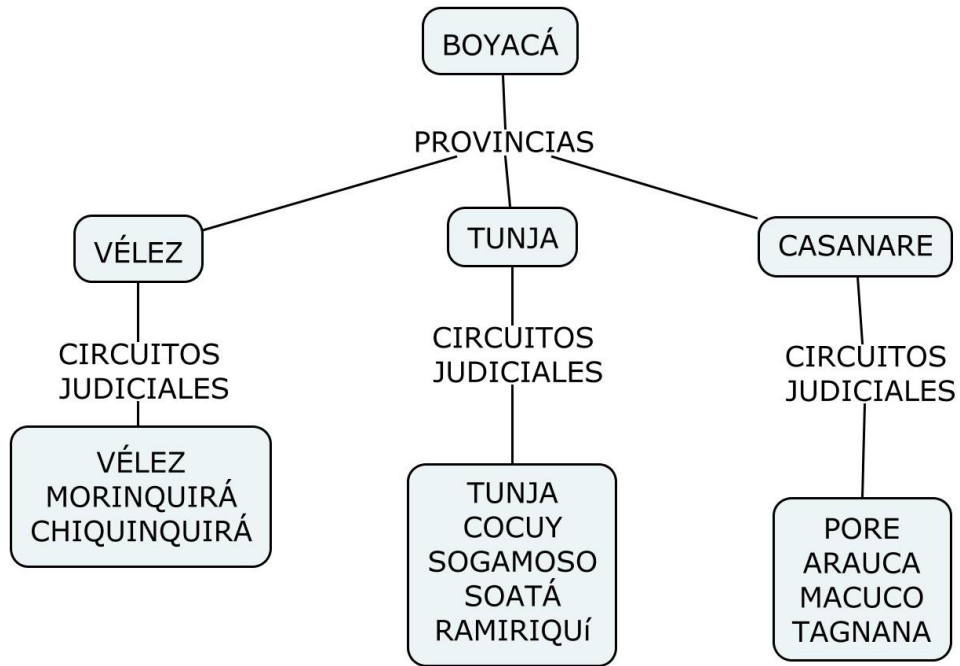 BOYACÁ
PROVINCIAS
VÉLEZ
TUNJA
CASANARE
CIRCUITOS
JUDICIALES
CIRCUITOS
JUDICIALES
CIRCUITOS
JUDICIALES
VÉLEZ
MORINQUIRÁ
CHIQUINQUIRÁ
TUNJA
COCUY
SOGAMOSO
SOATÁ
RAMIRIQUí
PORE
ARAUCA
MACUCO
TAGNANA